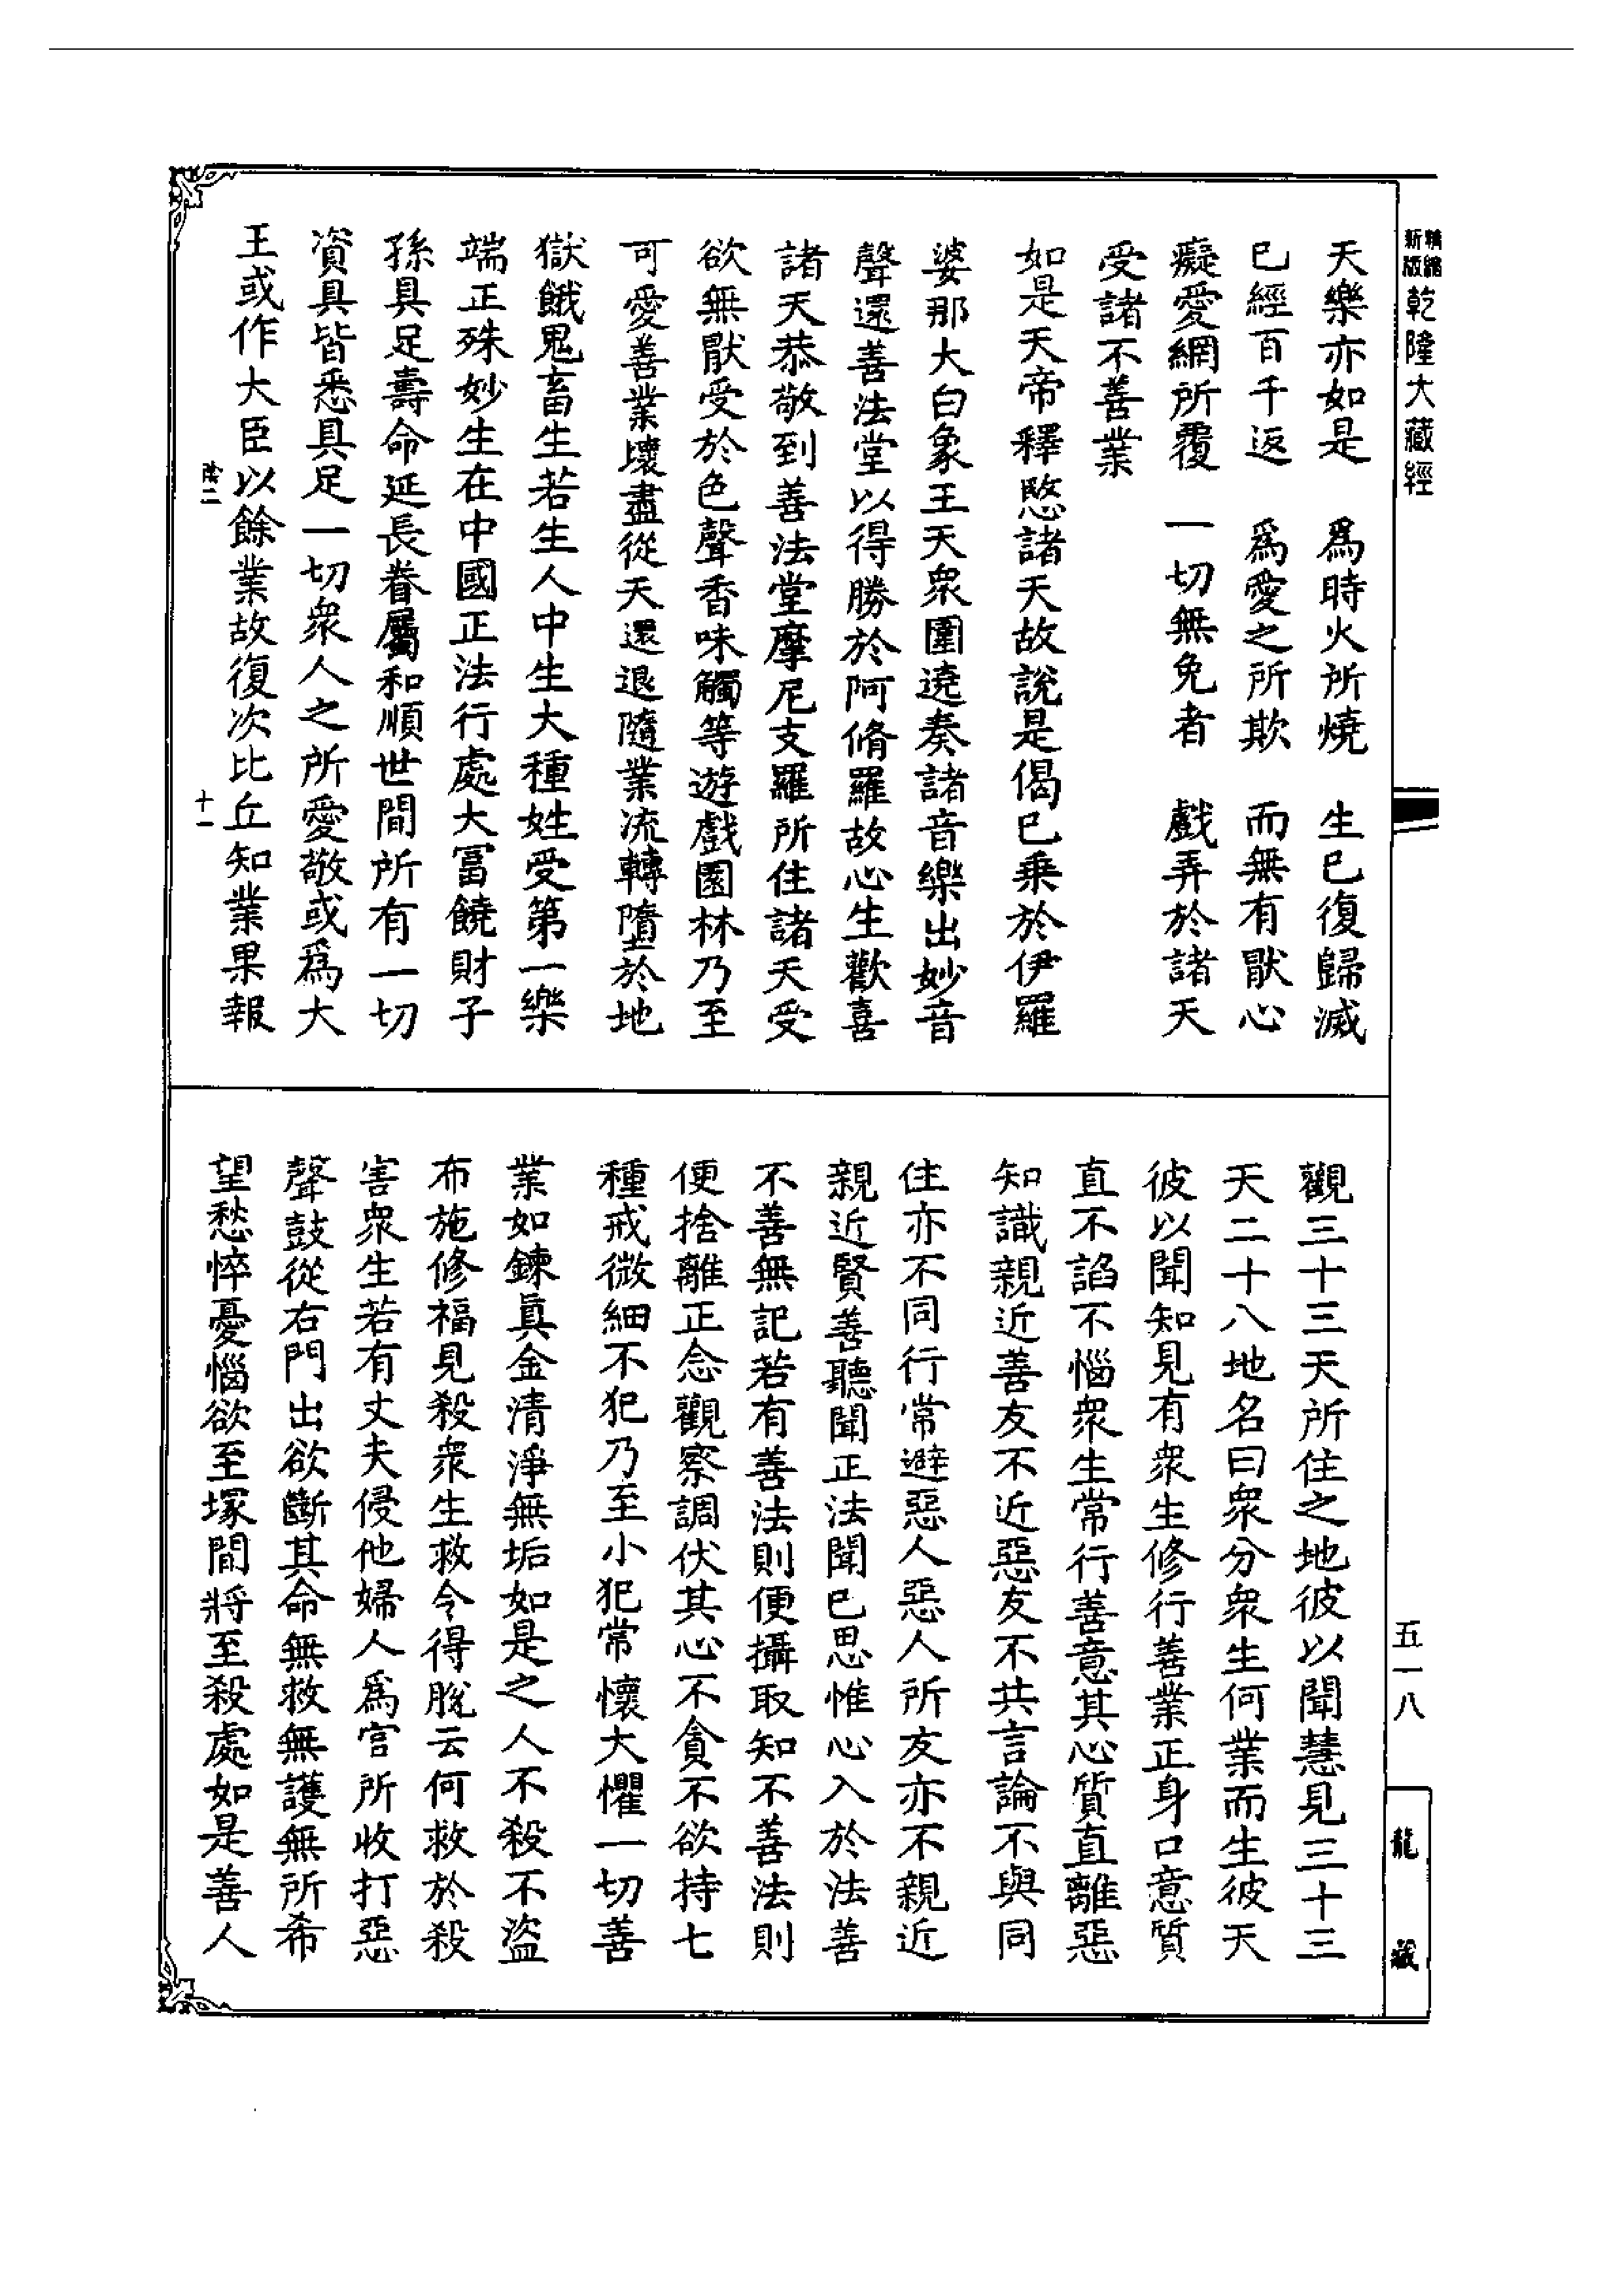 精縮新版乾隆大藏經
天樂亦如是　爲時火所燒　生已復歸滅
已經百千返　爲愛之所欺　而無有猒心
癡愛網所覆　一切無免者　戲弄於諸天
受諸不善業
如是天帝釋愍諸天故說是偈已乗於伊羅
婆那大白象王天衆圍遶奏諸音樂出妙音
聲還善法堂以得勝於阿脩羅故心生歡喜
諸天恭敬到善法堂摩尼支羅所住諸天受
欲無猒受於色聲香味觸等遊戲園林乃至
可愛善業壞盡從天還退隨業流轉墮於地
獄餓鬼畜生若生人中生大種姓受第一樂
端正殊妙生在中國正法行處大冨饒財子
孫具足壽命延長眷屬和順世間所有一切
資具皆悉具足一切衆人之所愛敬或爲大
王或作大臣以餘業故復次比丘知業果報
陰二　十一
觀三十三天所住之地彼以聞慧見三十三
天二十八地名曰衆分衆生何業而生彼天
彼以聞知見有衆生修行善業正身口意質
直不諂不惱衆生常行善意其心質直離惡
知識親近善友不近惡友不共言論不與同
住亦不同行常避惡人惡人所友亦不親近
親近賢善聽聞正法聞已思惟心入於法善
不善無記若有善法則便攝取知不善法則
便捨離正念觀察調伏其心不貪不欲持七
種戒微細不犯乃至小犯常懷大懼一切善
業如鍊眞金清淨無垢如是之人不殺不盜
布施修福見殺衆生救令得脫云何救於殺
害衆生若有丈夫侵他婦人爲官所收打惡
聲鼓從右門出欲斷其命無救無護無所希
望愁悴憂惱欲至塚間將至殺處如是善人
五一八
龍藏